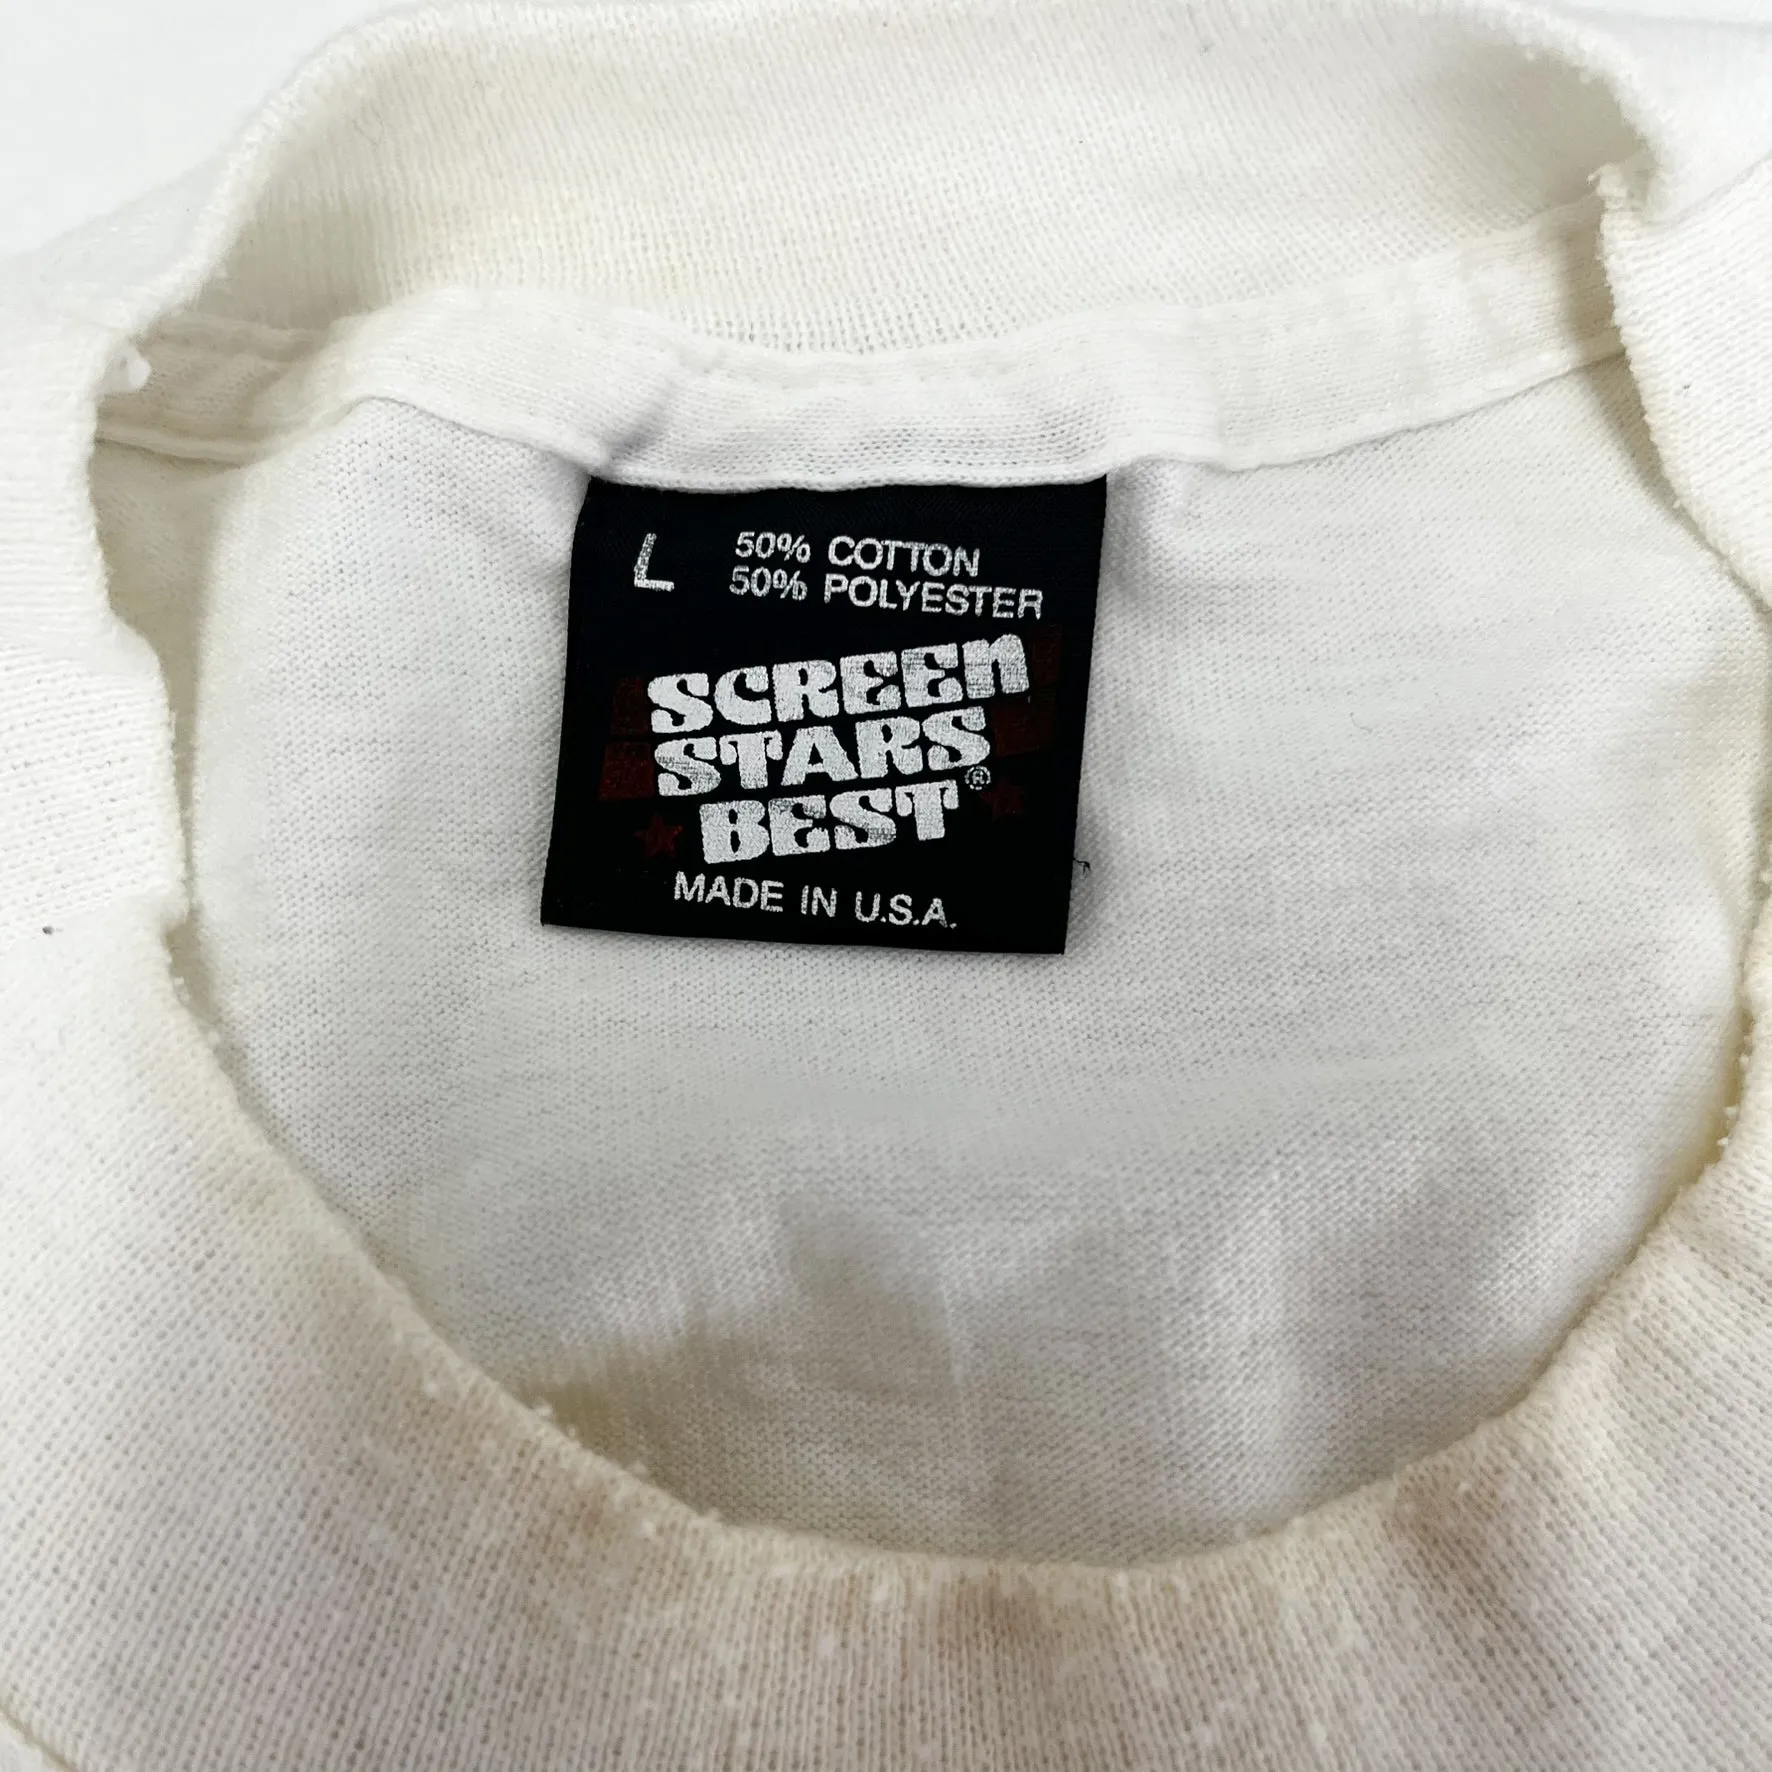 L
50% COTTON
50% POLYESTER
SCREEN
STARS
BEST®
MADE IN U.S.A.